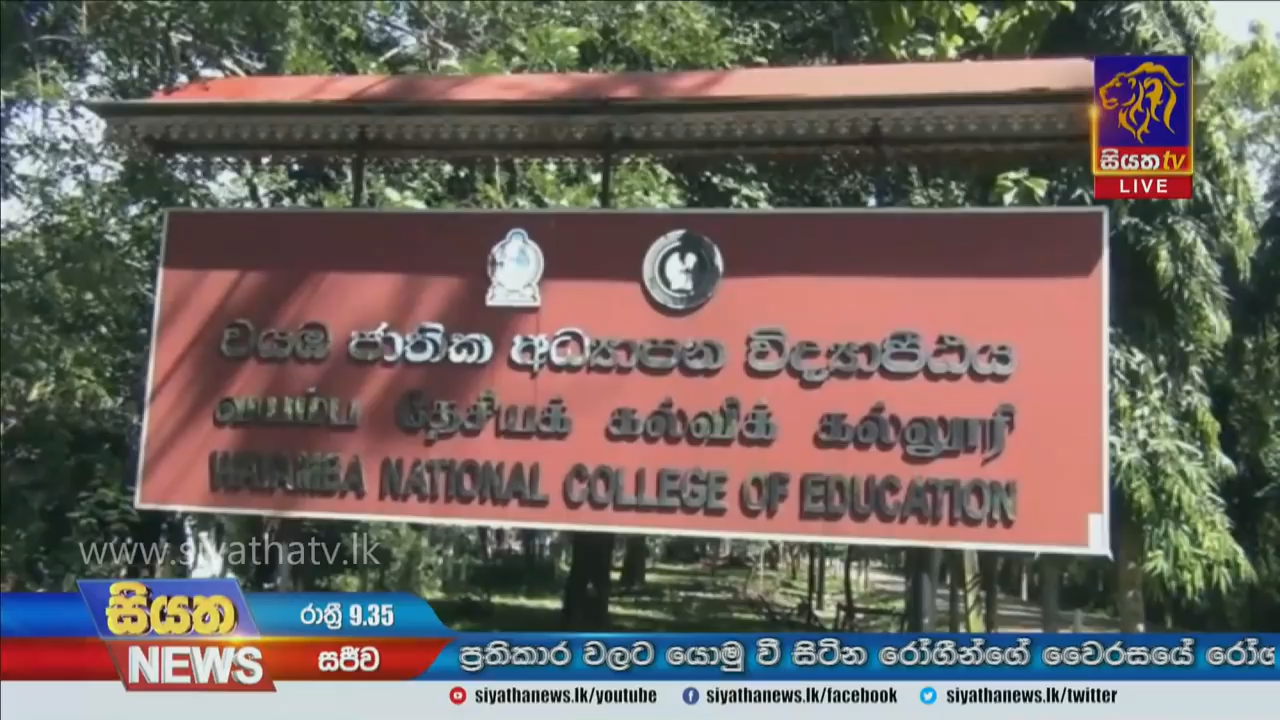 සියත tv
LIVE
වයඹ ජාතික අධ්‍යාපන විද්‍යාපීඨය
வயம்ப தேசியக் கல்விக் கல்லூரி
WAYAMBA NATIONAL COLLEGE OF EDUCATION
www.siyathatv.lk
සියත
රාත්‍රී 9.35
NEWS
සජීව
ප්‍රතිකාර වලට යොමු වී සිටින රෝගීන්ගේ වෛරසයේ
siyathanews.lk/youtube
siyathanews.lk/facebook
siyathanews.lk/twitter